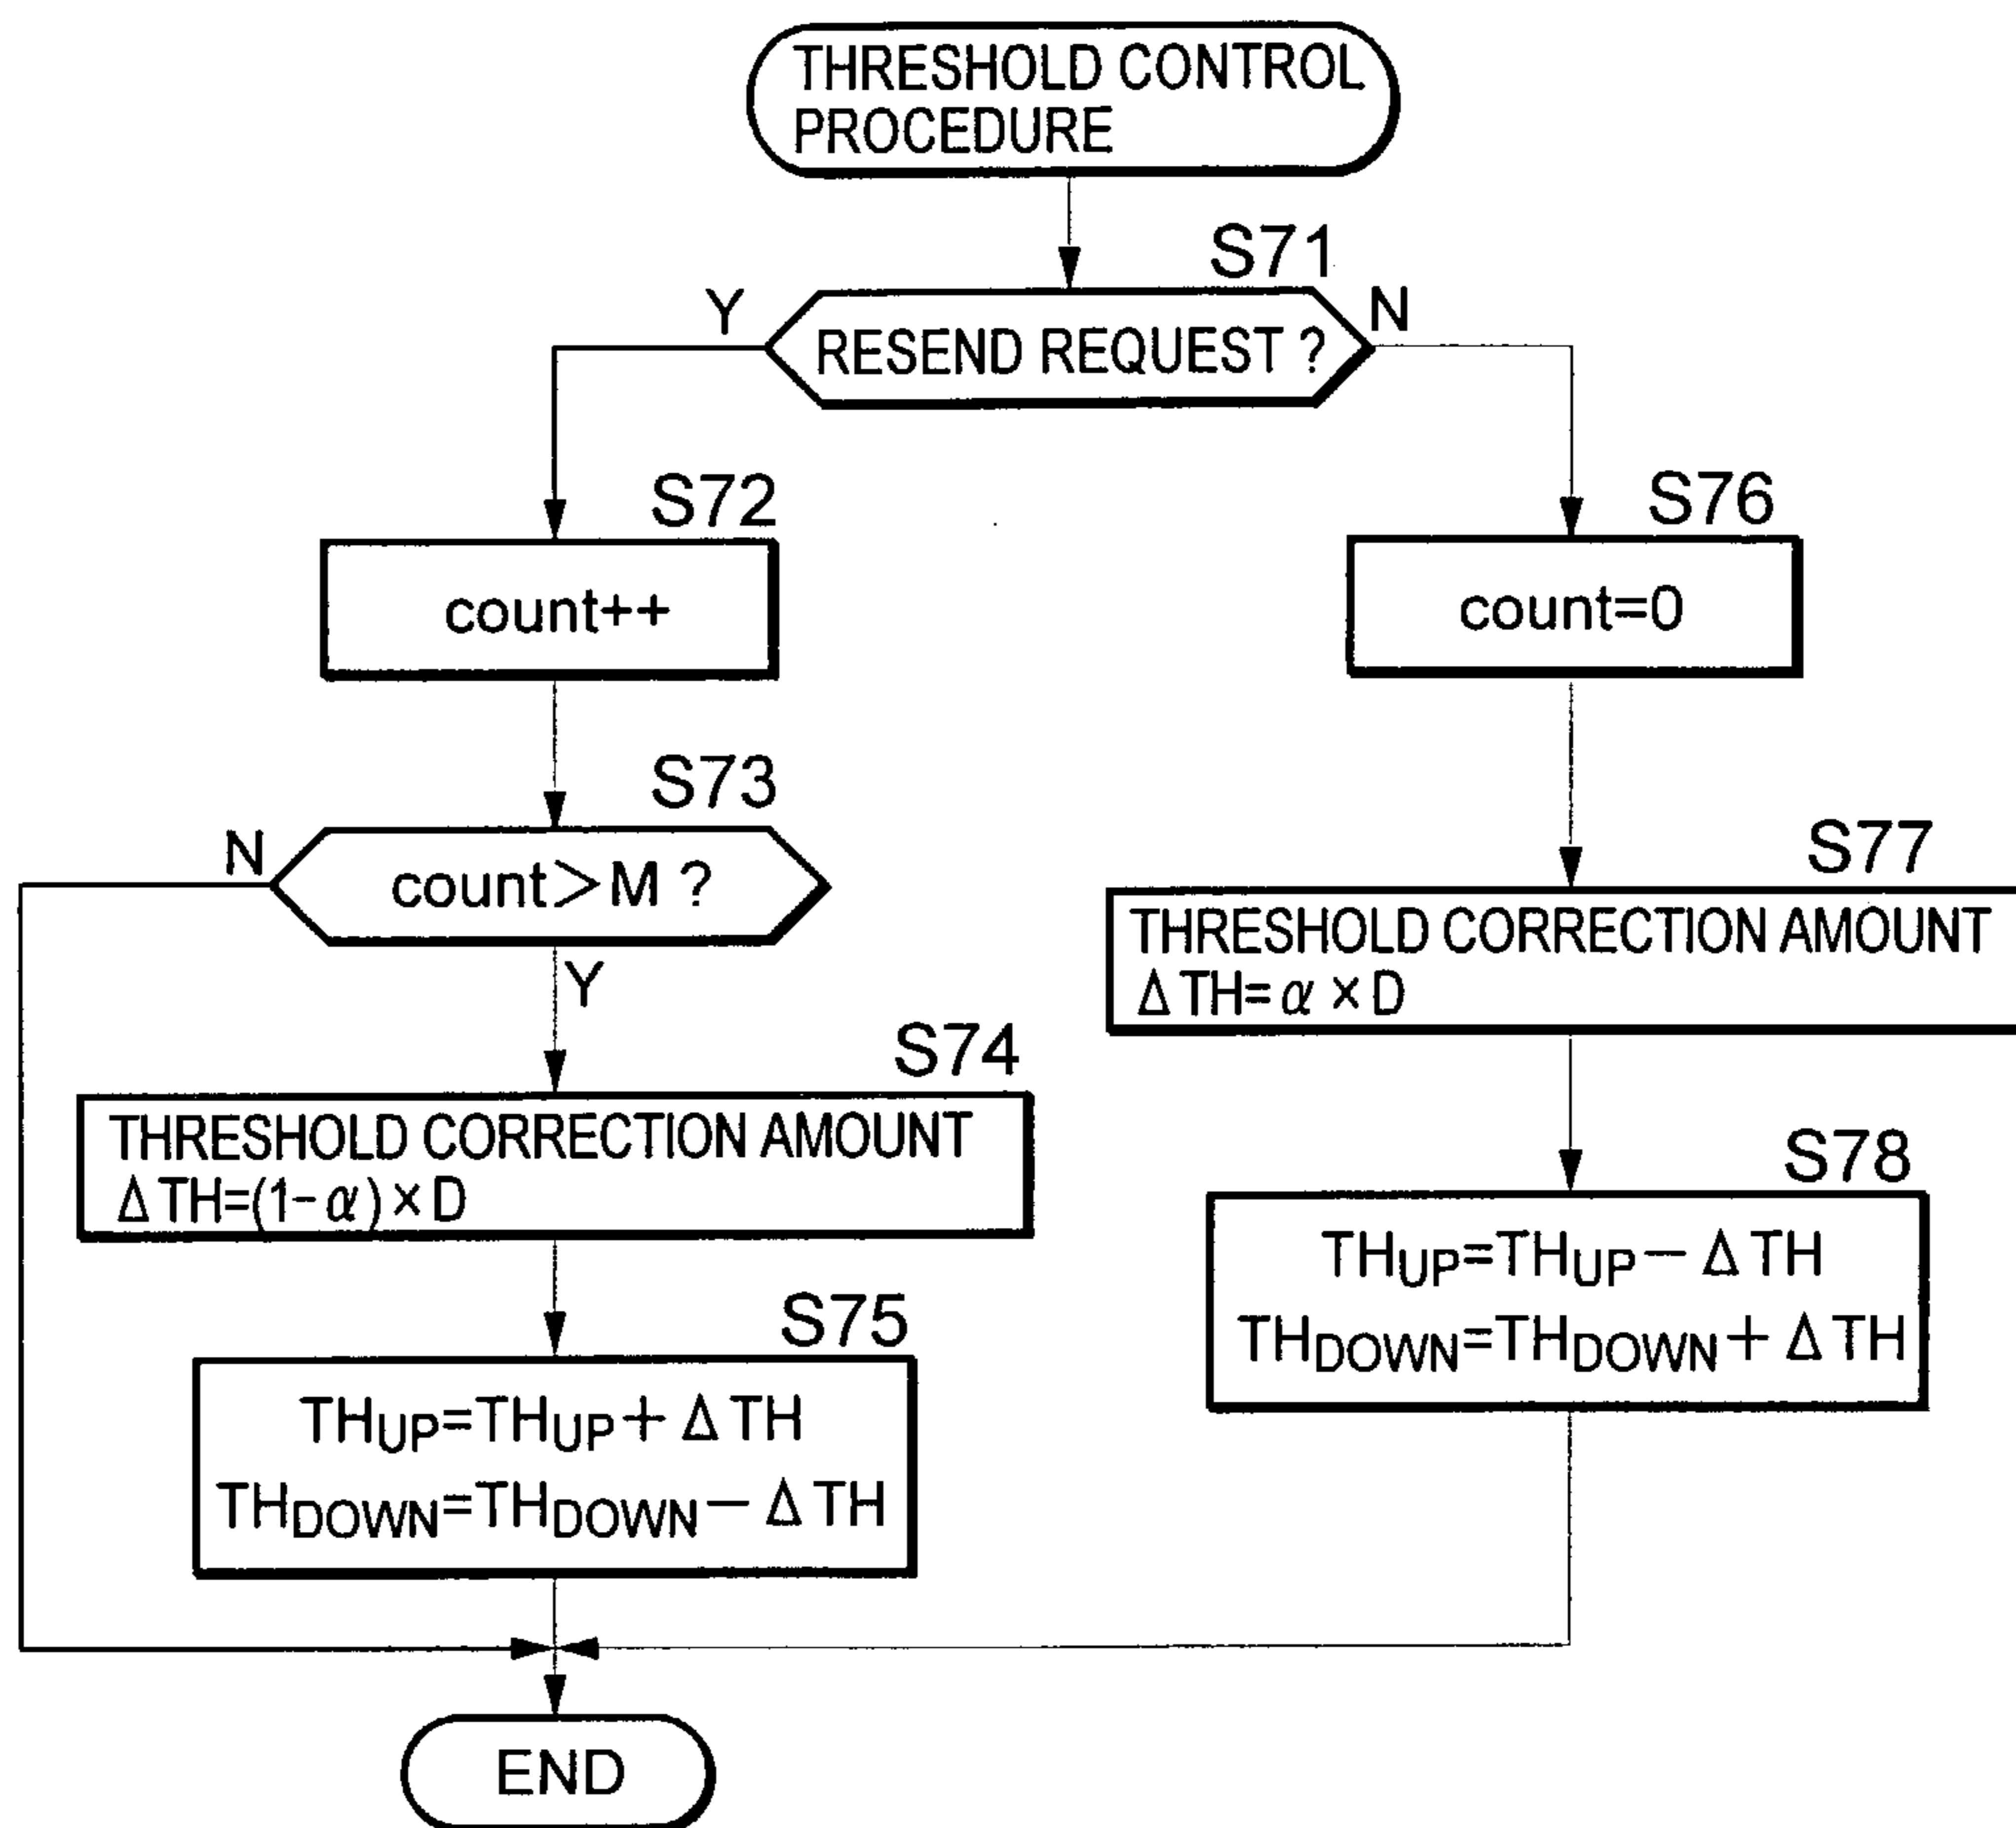 THRESHOLD CONTROL
PROCEDURE
S71
Y
N
RESEND REQUEST ?
S72
count++
S76
count=0
S73
N
count>M ?
Y
S77
THRESHOLD CORRECTION AMOUNT
ΔTH=α×D
S74
THRESHOLD CORRECTION AMOUNT
ΔTH=(1-α)×D
S78
THUP=THUP-ΔTH
THDOWN=THDOWN+ΔTH
S75
THUP=THUP+ΔTH
THDOWN=THDOWN-ΔTH
END